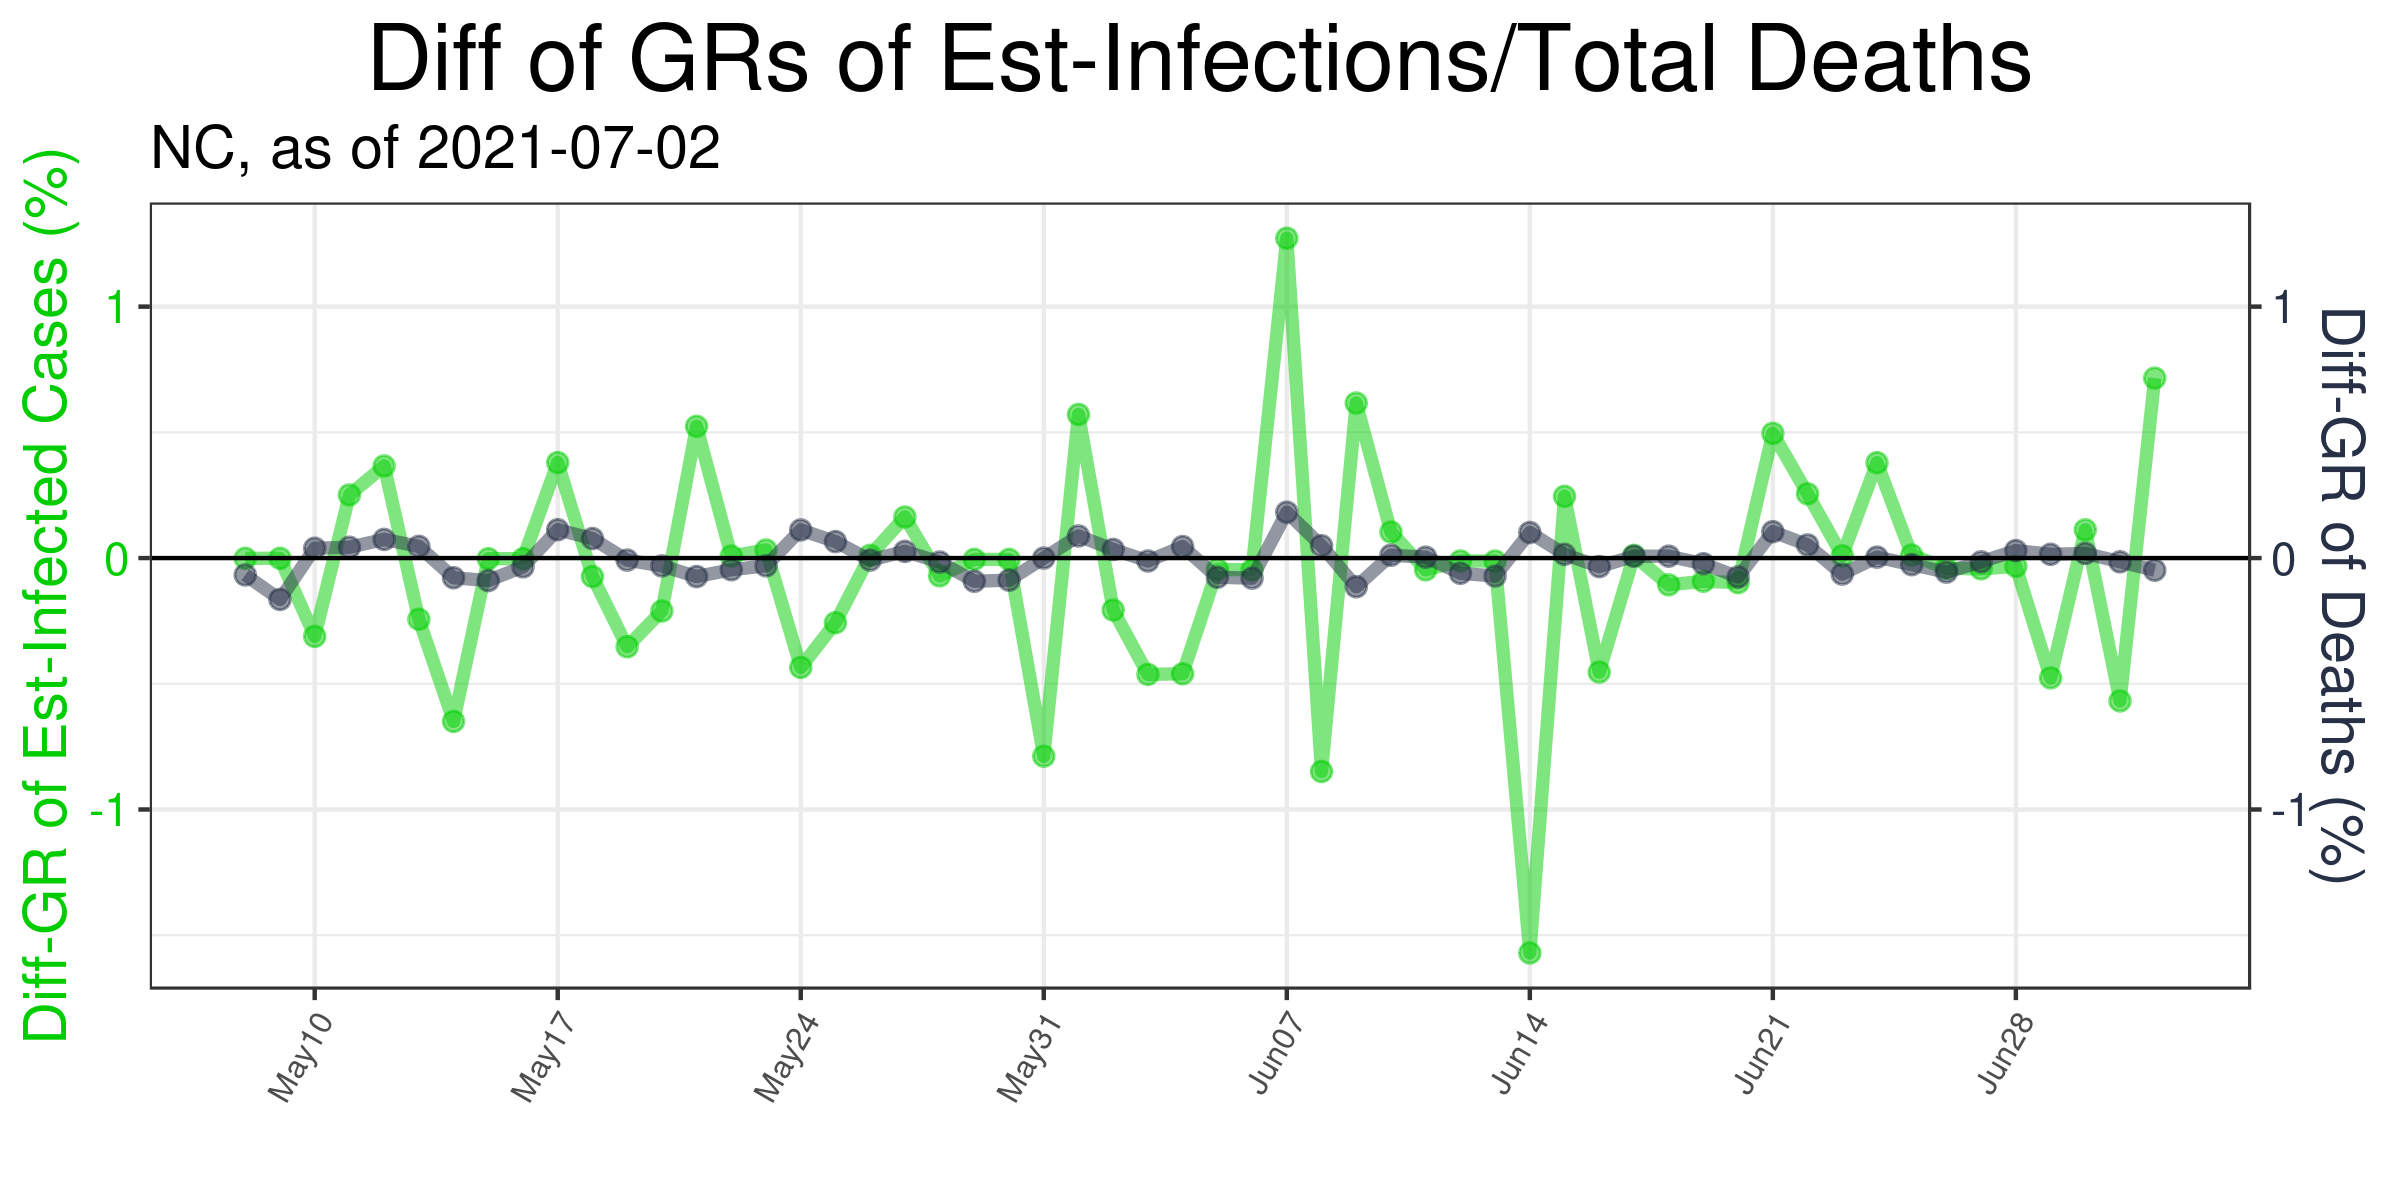 Diff of GRs of Est-Infections/Total Deaths
NC, as of 2021-07-02
Diff-GR of Est-Infected Cases (%)
1
0
-1
1
0
-1
Diff-GR of Deaths (%)
May10
May17
May24
May31
Jun07
Jun14
Jun21
Jun28